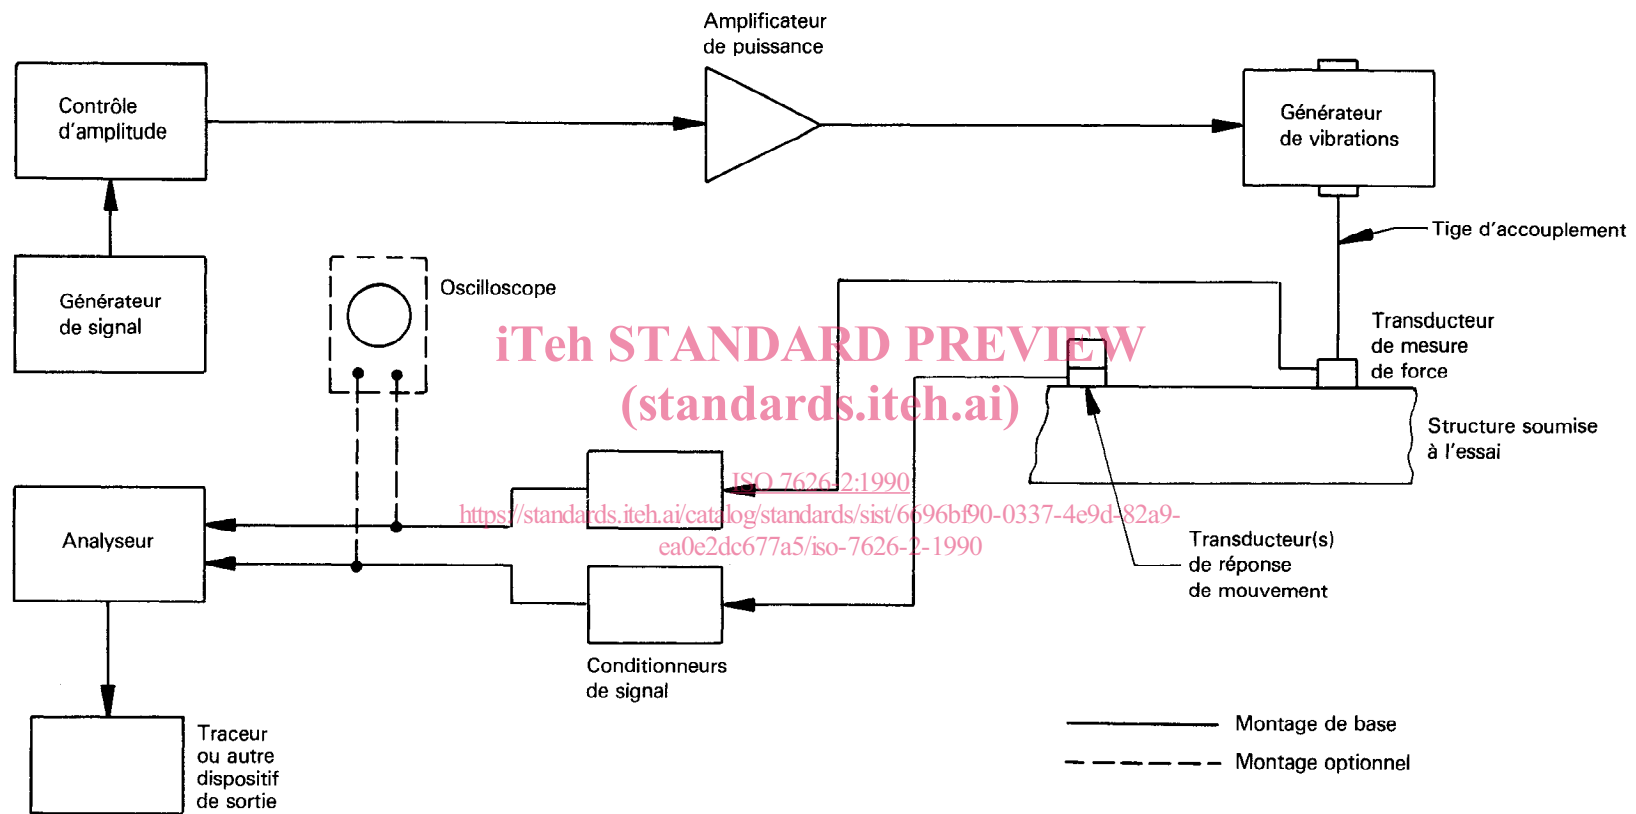 Amplificateur
de puissance
Contrôle
d'amplitude
Générateur
de vibrations
Tige d'accouplement
Générateur
de signal
Oscilloscope
Transducteur
de mesure
de force
iTeh STANDARD PREVIEW
(standards.iteh.ai)
Structure soumise
à l'essai
ISO 7626-2:1990
https://standards.iteh.ai/catalog/standards/sist/6696bf90-0337-4e9d-82a9-
ea0e2dc677a5/iso-7626-2-1990
Analyseur
Transducteur(s)
de réponse
de mouvement
Conditionneurs
de signal
Traceur
ou autre
dispositif
de sortie
Montage de base
Montage optionnel